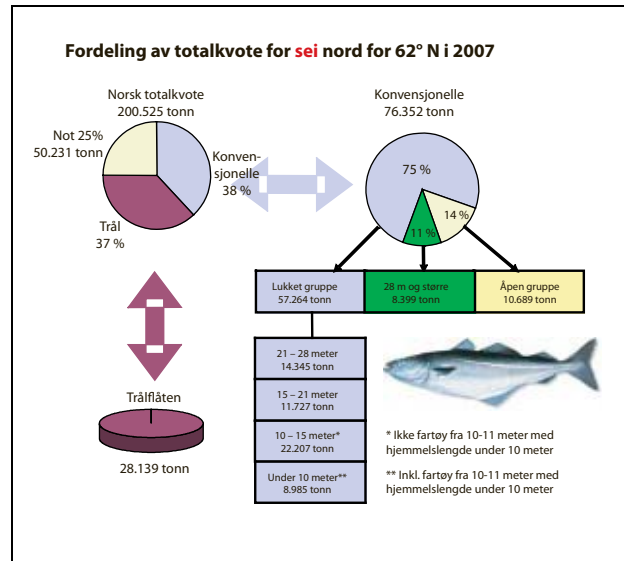 Fordeling av totalkvote for sei nord for 62° N i 2007
Norsk totalkvote
200.525 tonn
Not 25%
50.231 tonn
Konven-
sjonelle
38 %
Trål
37 %
Konvensjonelle
76.352 tonn
75 %
14 %
11 %
Lukket gruppe
57.264 tonn
28 m og større
8.399 tonn
Åpen gruppe
10.689 tonn
21 – 28 meter
14.345 tonn
15 – 21 meter
11.727 tonn
10 – 15 meter*
22.207 tonn
Under 10 meter**
8.985 tonn
Trålflåten
28.139 tonn
* Ikke fartøy fra 10-11 meter med
hjemmelslengde under 10 meter
** Inkl. fartøy fra 10-11 meter med
hjemmelslengde under 10 meter